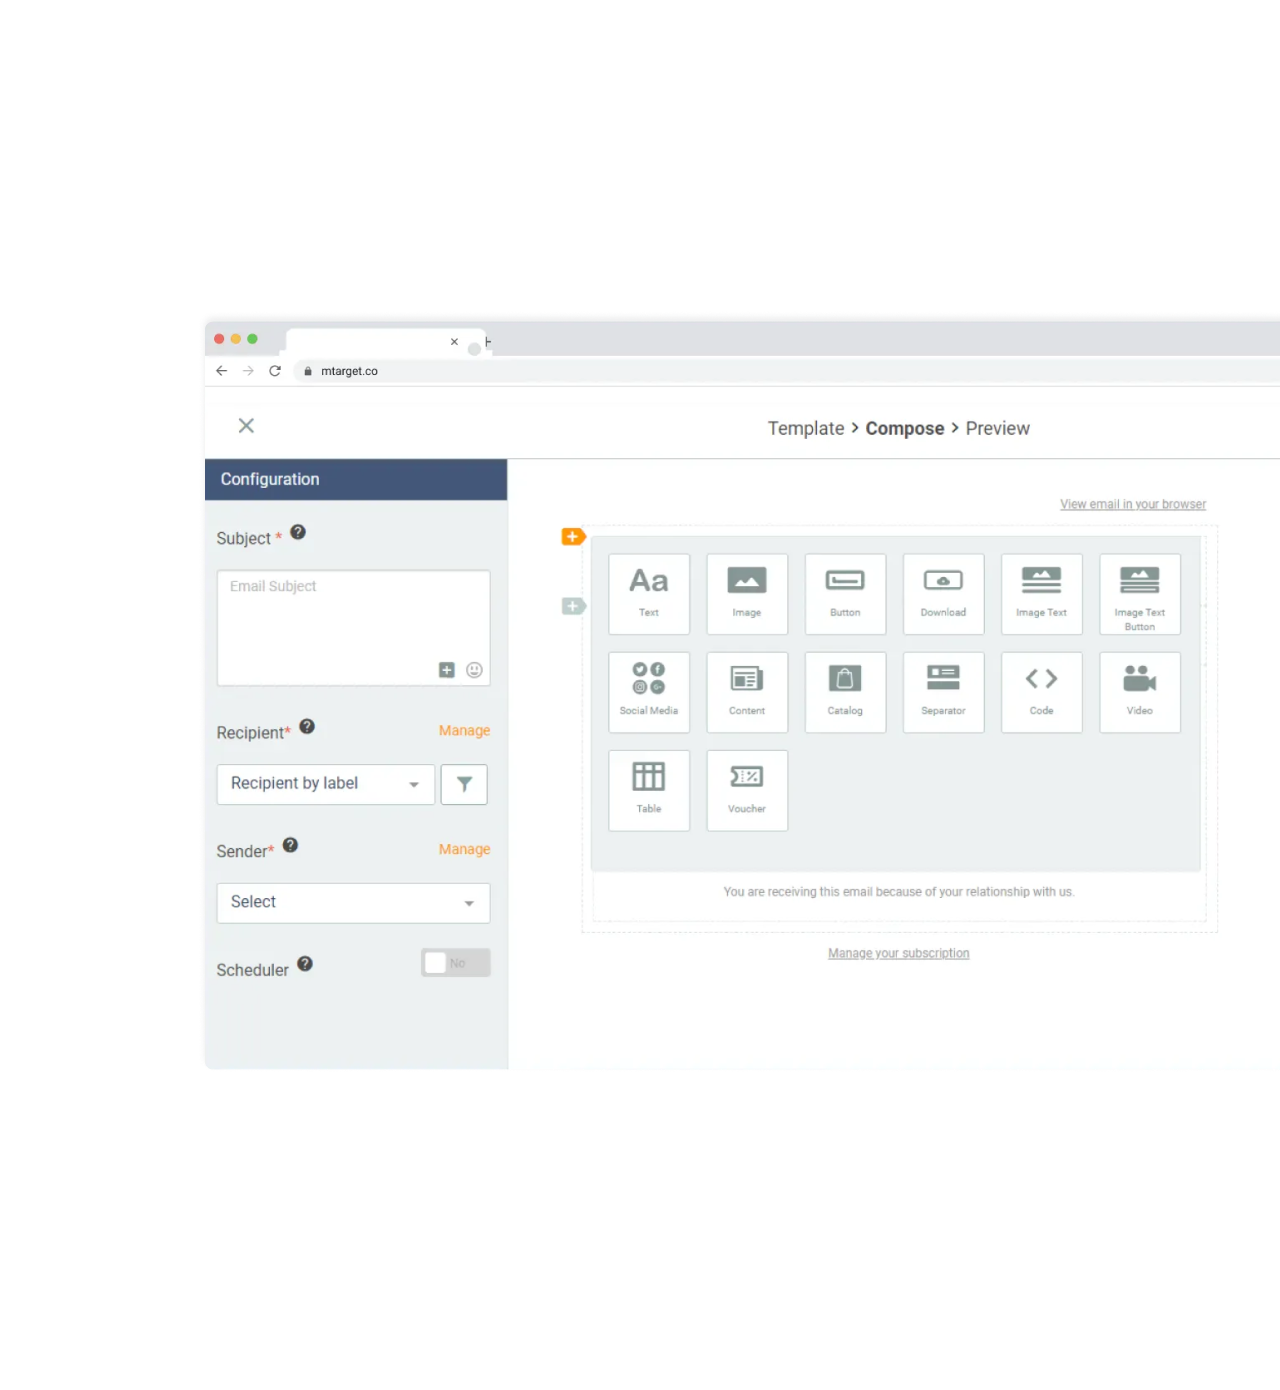 mtarget.co
Template > Compose > Preview
Configuration
Subject *
Email Subject
Recipient* Manage
Recipient by label
Sender* Manage
Select
Scheduler No
View email in your browser
Aa
Text Image Button Download Image Text Image Text
Button
Social Media Content Catalog Separator Code Video
Table Voucher
You are receiving this email because of your relationship with us.
Manage your subscription